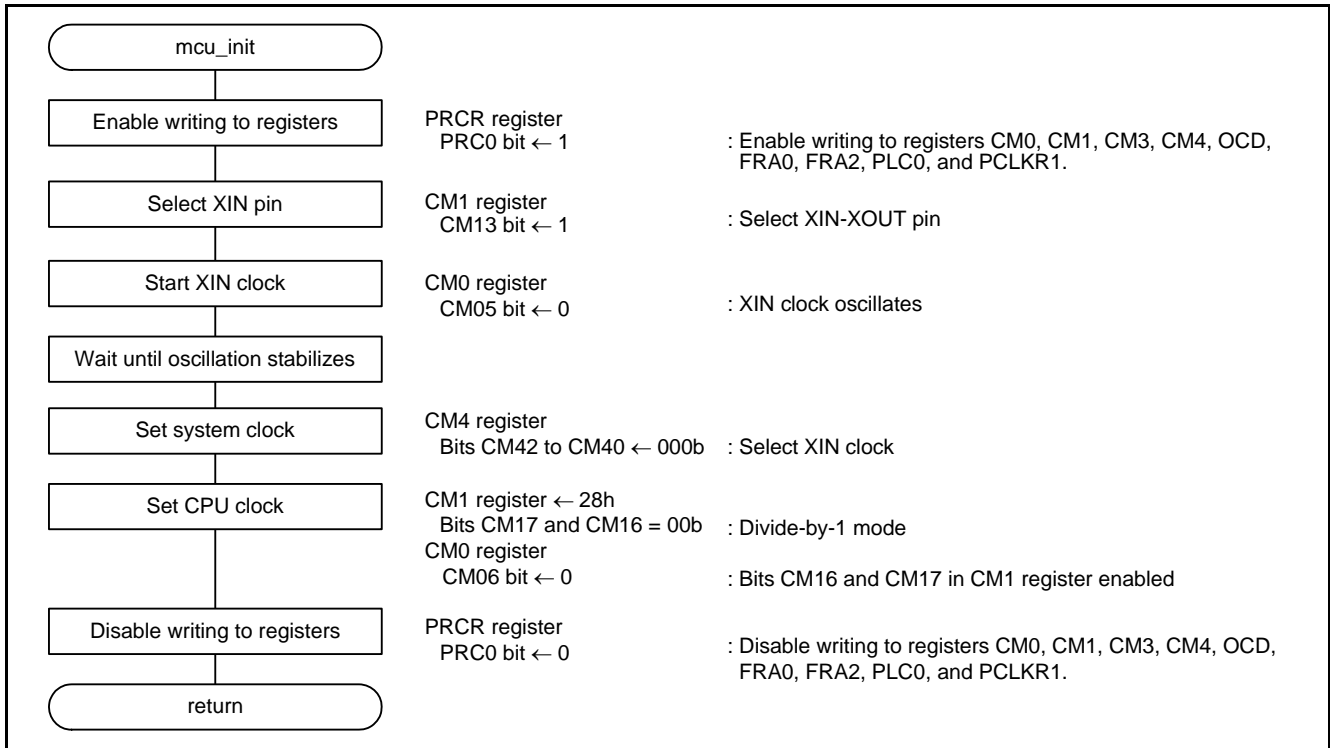 mcu_init
Enable writing to registers
PRCR register
PRC0 bit ← 1
: Enable writing to registers CM0, CM1, CM3, CM4, OCD,
FRA0, FRA2, PLC0, and PCLKR1.
Select XIN pin
CM1 register
CM13 bit ← 1
: Select XIN-XOUT pin
Start XIN clock
CM0 register
CM05 bit ← 0
: XIN clock oscillates
Wait until oscillation stabilizes
Set system clock
CM4 register
Bits CM42 to CM40 ← 000b
: Select XIN clock
Set CPU clock
CM1 register ← 28h
Bits CM17 and CM16 = 00b
: Divide-by-1 mode
CM0 register
CM06 bit ← 0
: Bits CM16 and CM17 in CM1 register enabled
Disable writing to registers
PRCR register
PRC0 bit ← 0
: Disable writing to registers CM0, CM1, CM3, CM4, OCD,
FRA0, FRA2, PLC0, and PCLKR1.
return